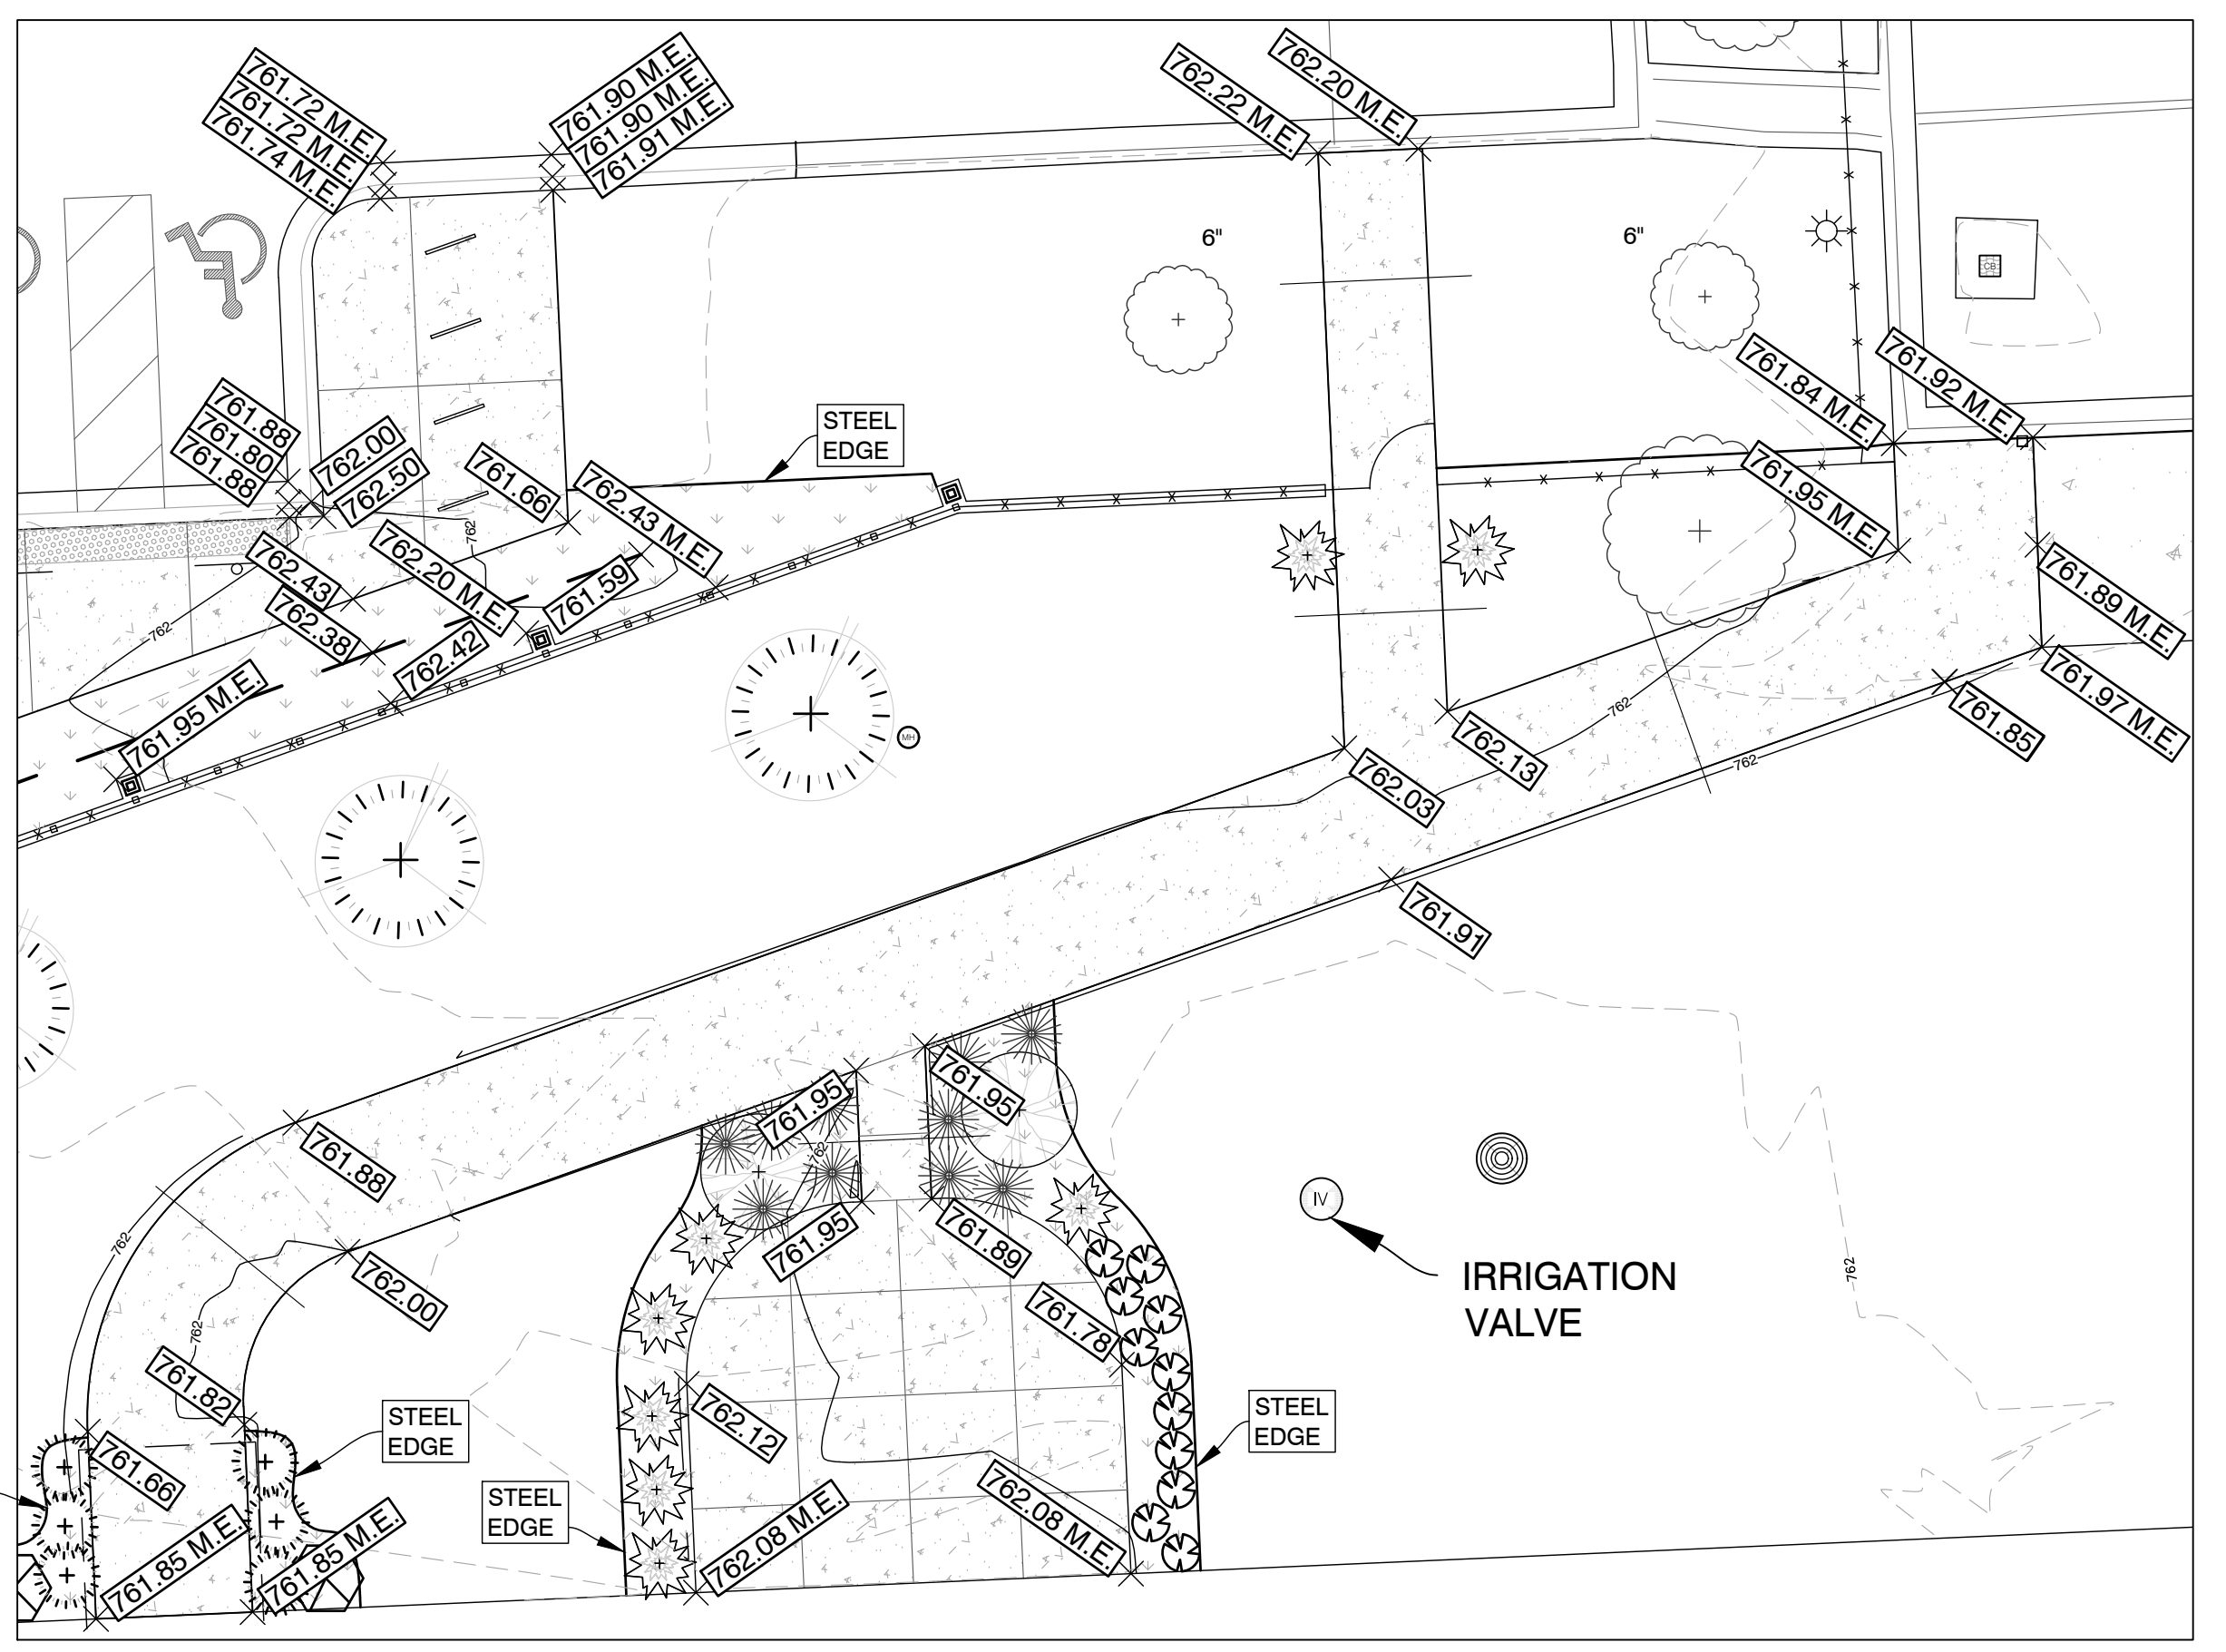 761.72 M.E.
761.72 M.E.
761.74 M.E.
761.90 M.E.
761.90 M.E.
761.91 M.E.
762.22 M.E.
762.20 M.E.
6"
6"
CB
761.84 M.E.
761.92 M.E.
761.88
761.80
761.88
762.00
762.50
761.66
STEEL
EDGE
762.43 M.E.
761.95 M.E.
762
762.43
762.38
762.20 M.E.
761.59
762.42
762
761.89 M.E.
761.95 M.E.
761.97 M.E.
761.85
762
762.13
762
762.03
MH
761.91
761.95
761.95
762
761.88
761.95
761.89
IV
IRRIGATION
VALVE
762
762
762.00
762
761.78
761.82
STEEL
EDGE
762.12
STEEL
EDGE
761.66
STEEL
EDGE
762.08 M.E.
762.08 M.E.
761.85 M.E.
761.85 M.E.